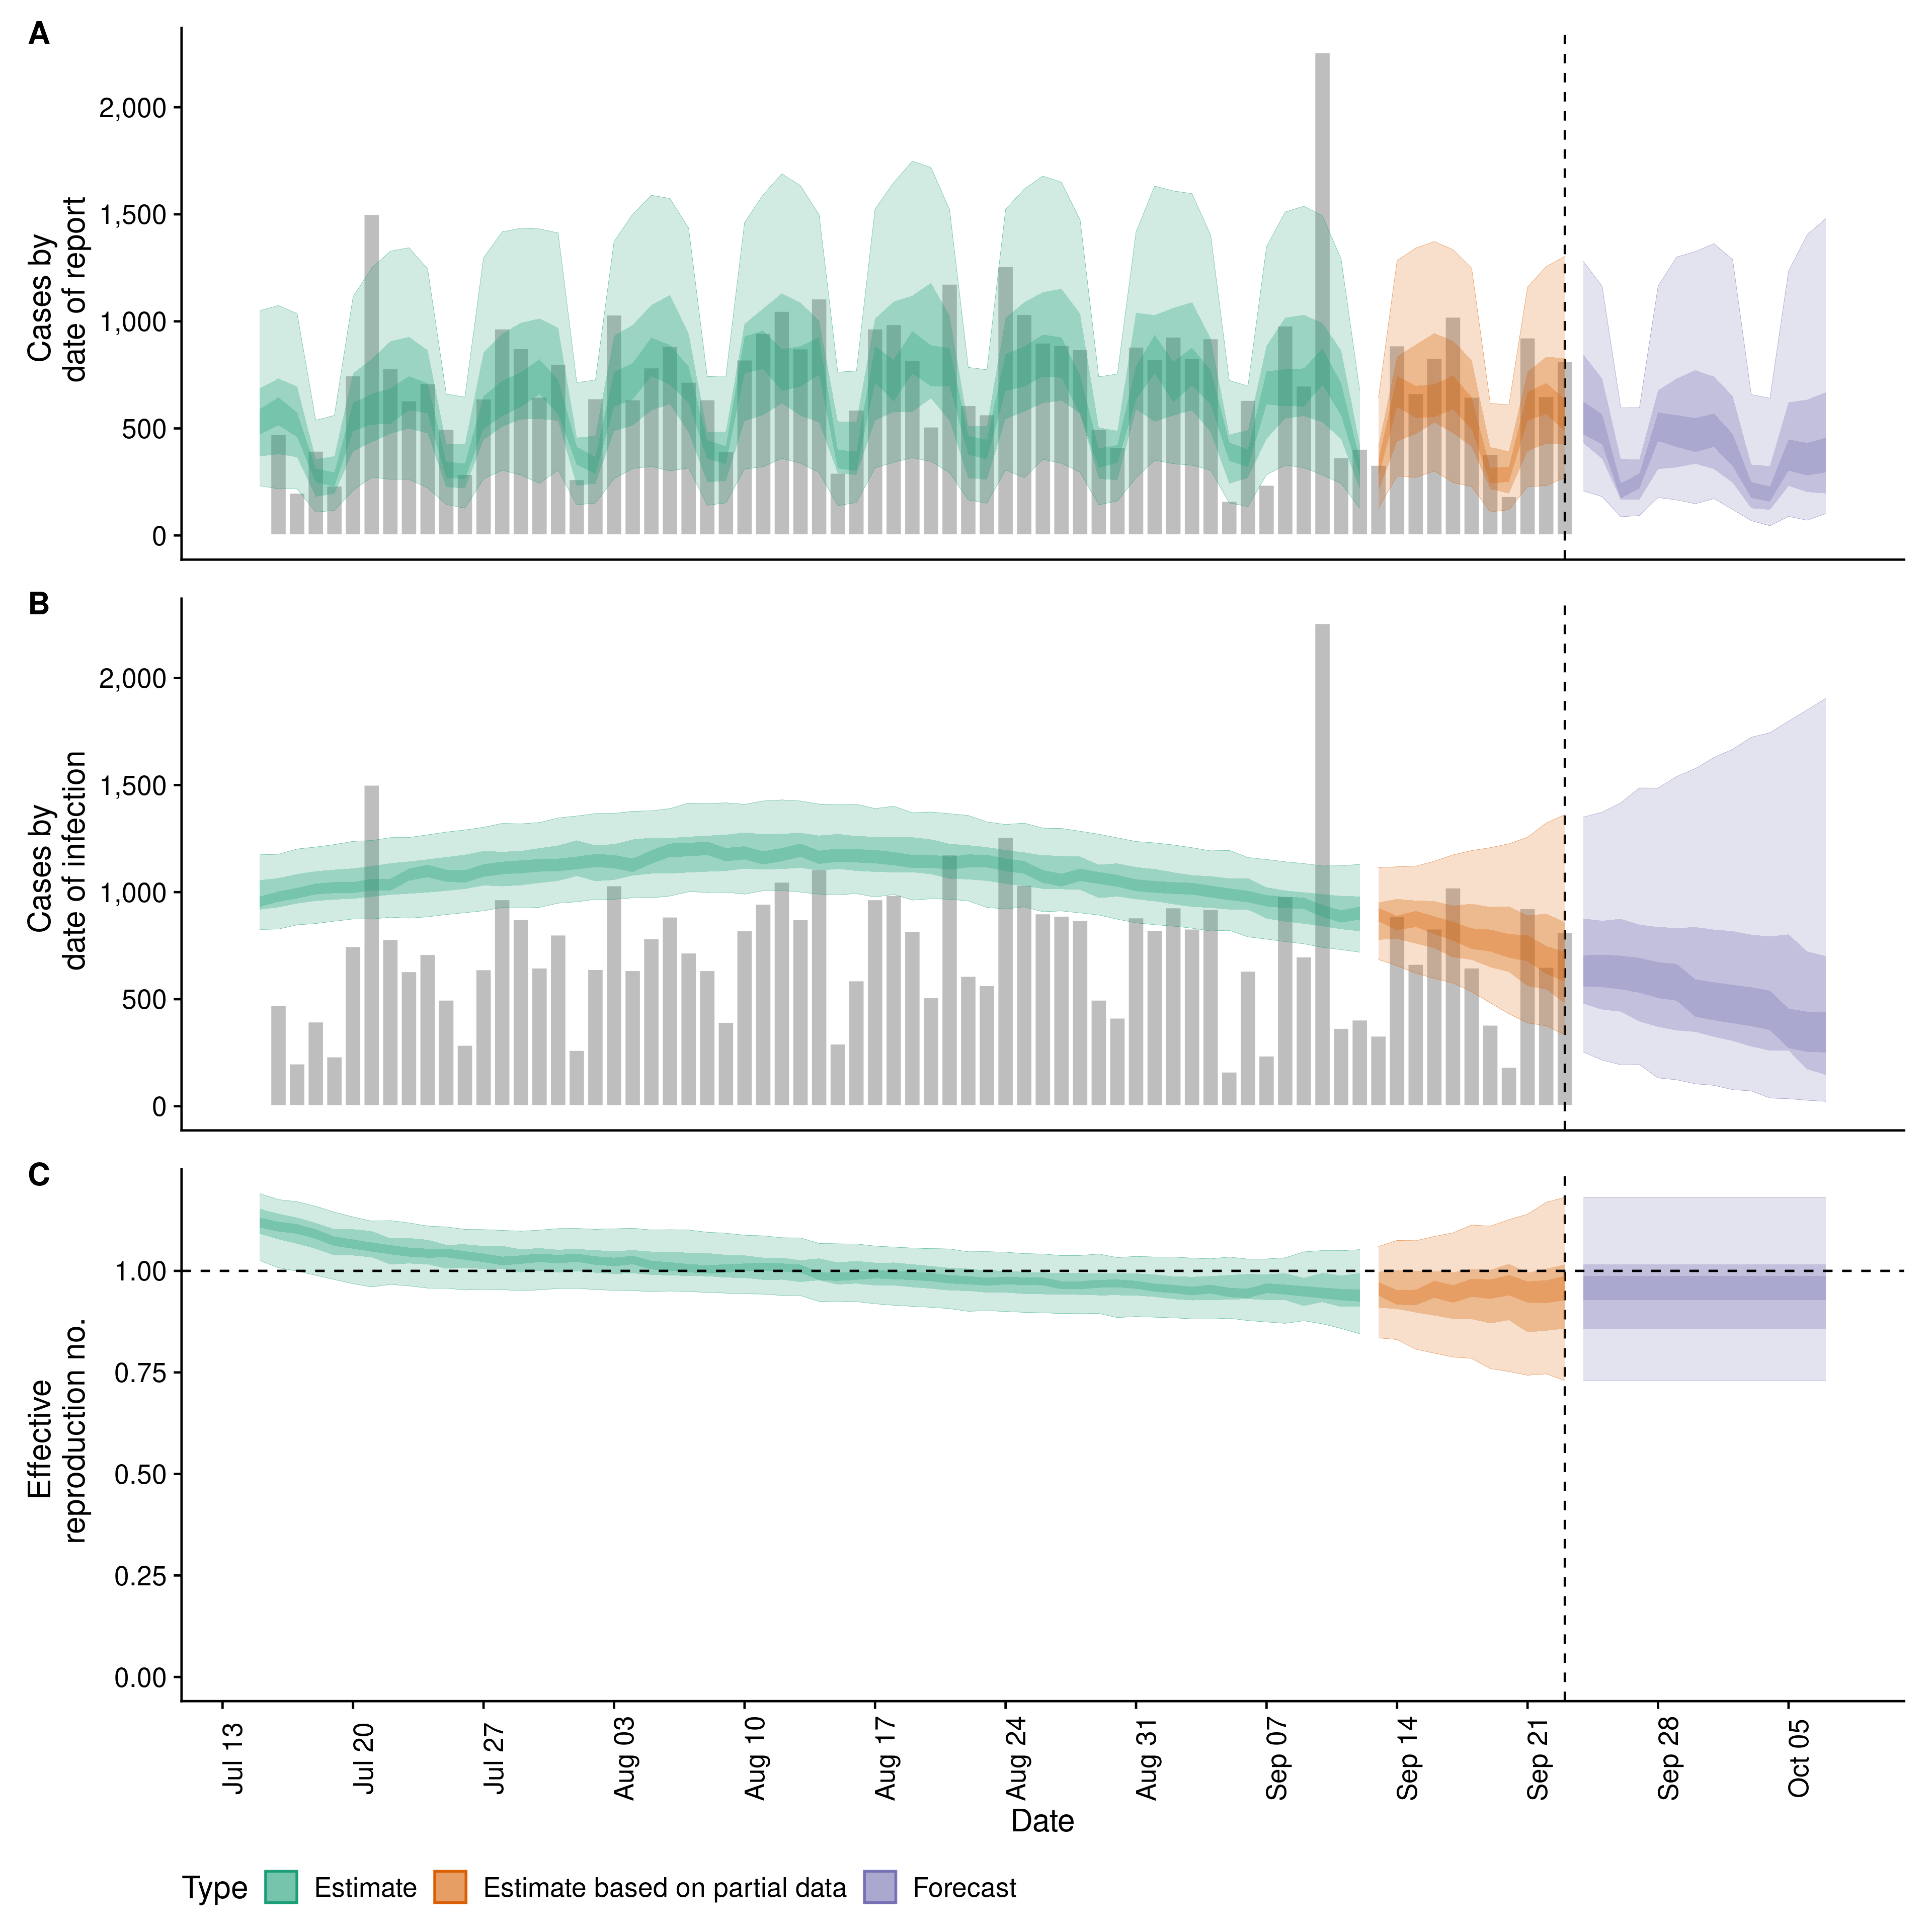 A
Cases by
date of report
2,000
1,500
1,000
500
0
B
Cases by
date of infection
2,000
1,500
1,000
500
0
C
Effective
reproduction no.
1.00
0.75
0.50
0.25
0.00
Jul 13
Jul 20
Jul 27
Aug 03
Aug 10
Aug 17
Aug 24
Aug 31
Sep 07
Sep 14
Sep 21
Sep 28
Oct 05
Date
Type Estimate Estimate based on partial data Forecast